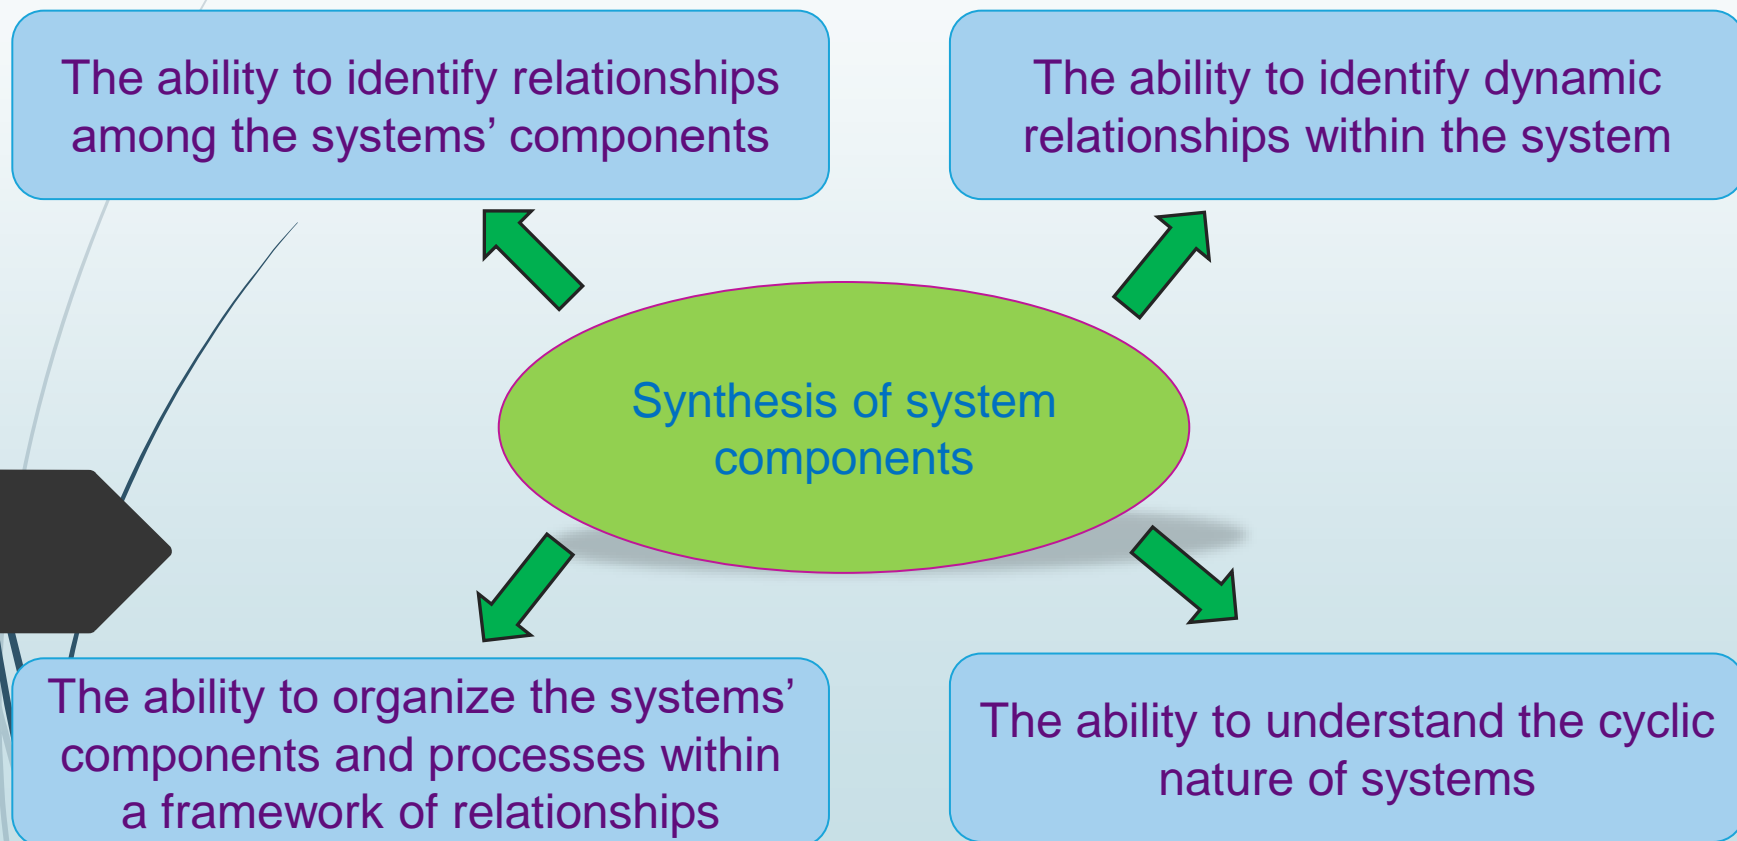 The ability to identify relationships
among the systems’ components
The ability to identify dynamic
relationships within the system
Synthesis of system
components
The ability to organize the systems’
components and processes within
a framework of relationships
The ability to understand the cyclic
nature of systems